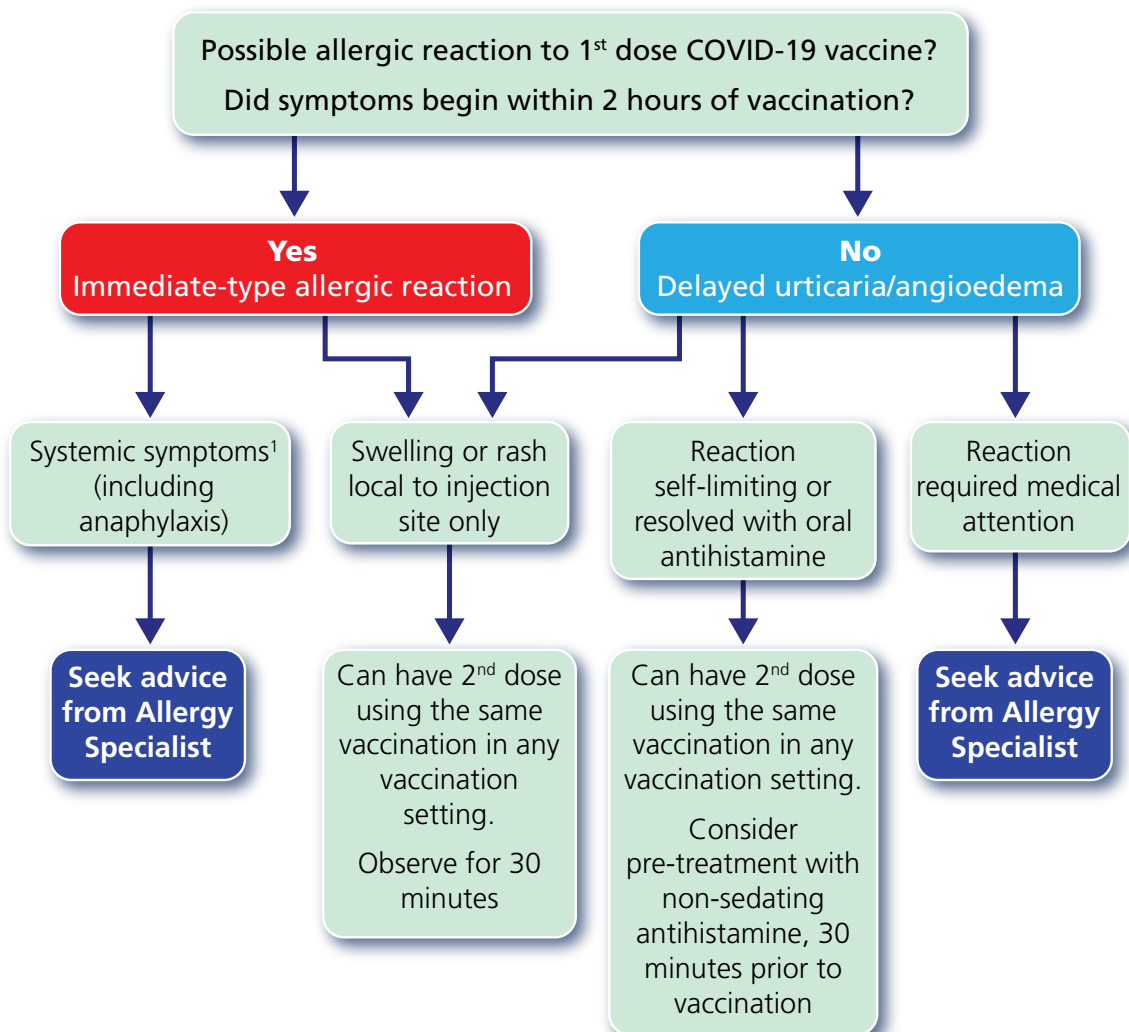 Possible allergic reaction to 1st dose COVID-19 vaccine?
Did symptoms begin within 2 hours of vaccination?
Yes
Immediate-type allergic reaction
No
Delayed urticaria/angioedema
Systemic symptoms1
(including
anaphylaxis)
Swelling or rash
local to injection
site only
Reaction
self-limiting or
resolved with oral
antihistamine
Reaction
required medical
attention
Seek advice
from Allergy
Specialist
Can have 2nd dose
using the same
vaccination in any
vaccination
setting.
Observe for 30
minutes
Can have 2nd dose
using the same
vaccination in any
vaccination setting.
Consider
pre-treatment with
non-sedating
antihistamine, 30
minutes prior to
vaccination
Seek advice
from Allergy
Specialist